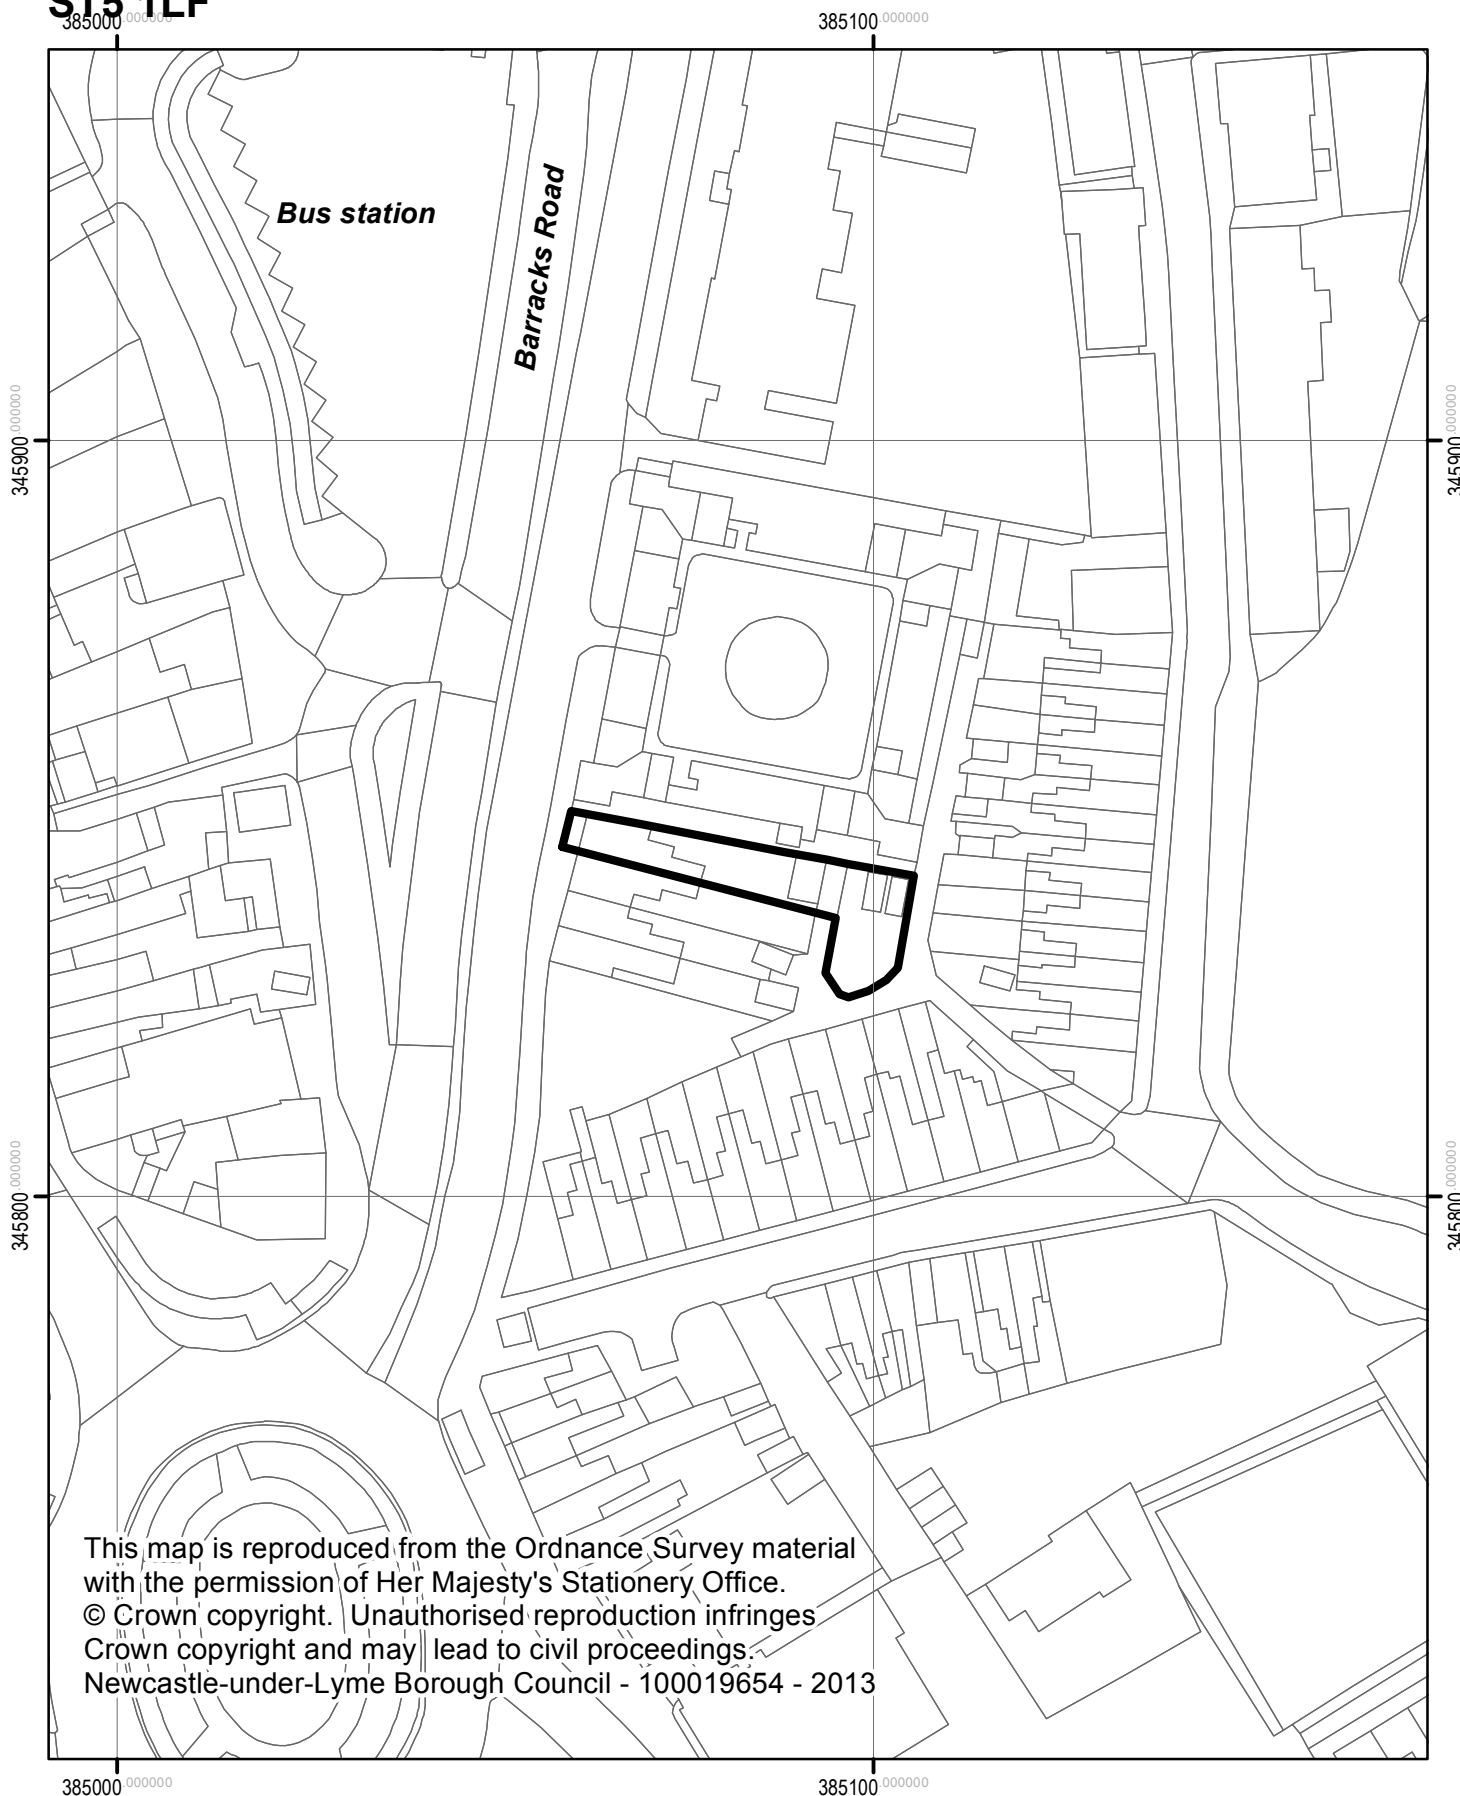 ST5 1LF
385000.000000
385100.000000
Bus station
Barracks Road
345900.000000
345900.000000
345800.000000
345800.000000
This map is reproduced from the Ordnance Survey material
with the permission of Her Majesty's Stationery Office.
© Crown copyright.  Unauthorised reproduction infringes
Crown copyright and may  lead to civil proceedings.
Newcastle-under-Lyme Borough Council - 100019654 - 2013
385000.000000
385100.000000